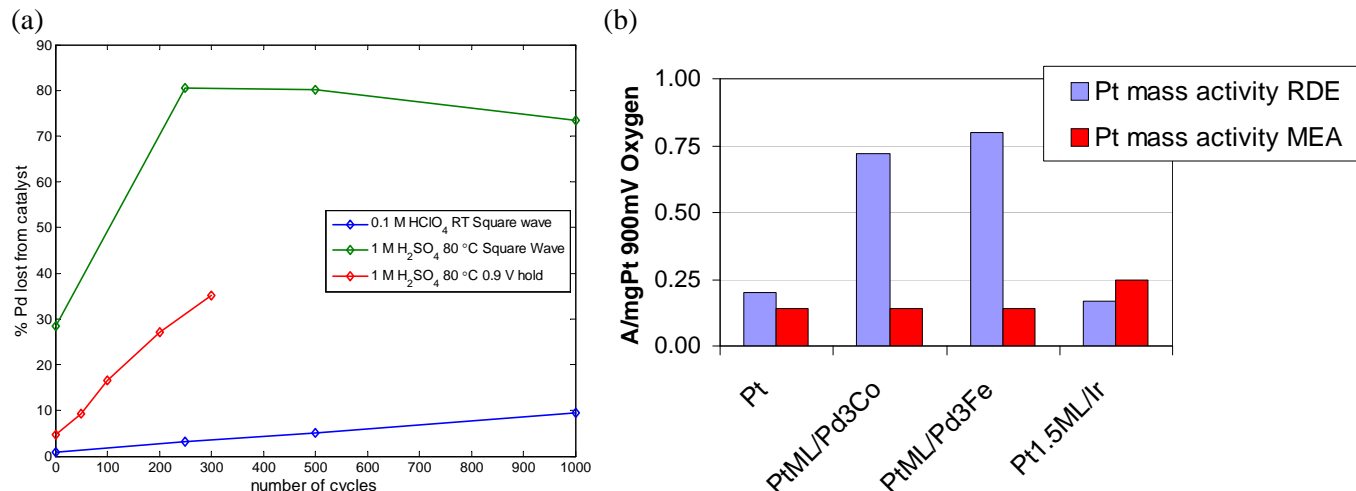 (a)
90
80
70
60
50
40
30
20
10
0
% Pd lost from catalyst
0.1 M HClO₄ RT Square wave
1 M H₂SO₄ 80 °C Square Wave
1 M H₂SO₄ 80 °C 0.9 V hold
0 100 200 300 400 500 600 700 800 900 1000
number of cycles
(b)
Pt mass activity RDE
Pt mass activity MEA
1.00
0.75
0.50
0.25
0.00
A/mgPt 900mV Oxygen
Pt
PtML/Pd3Co
PtML/Pd3Fe
Pt1.5ML/Ir